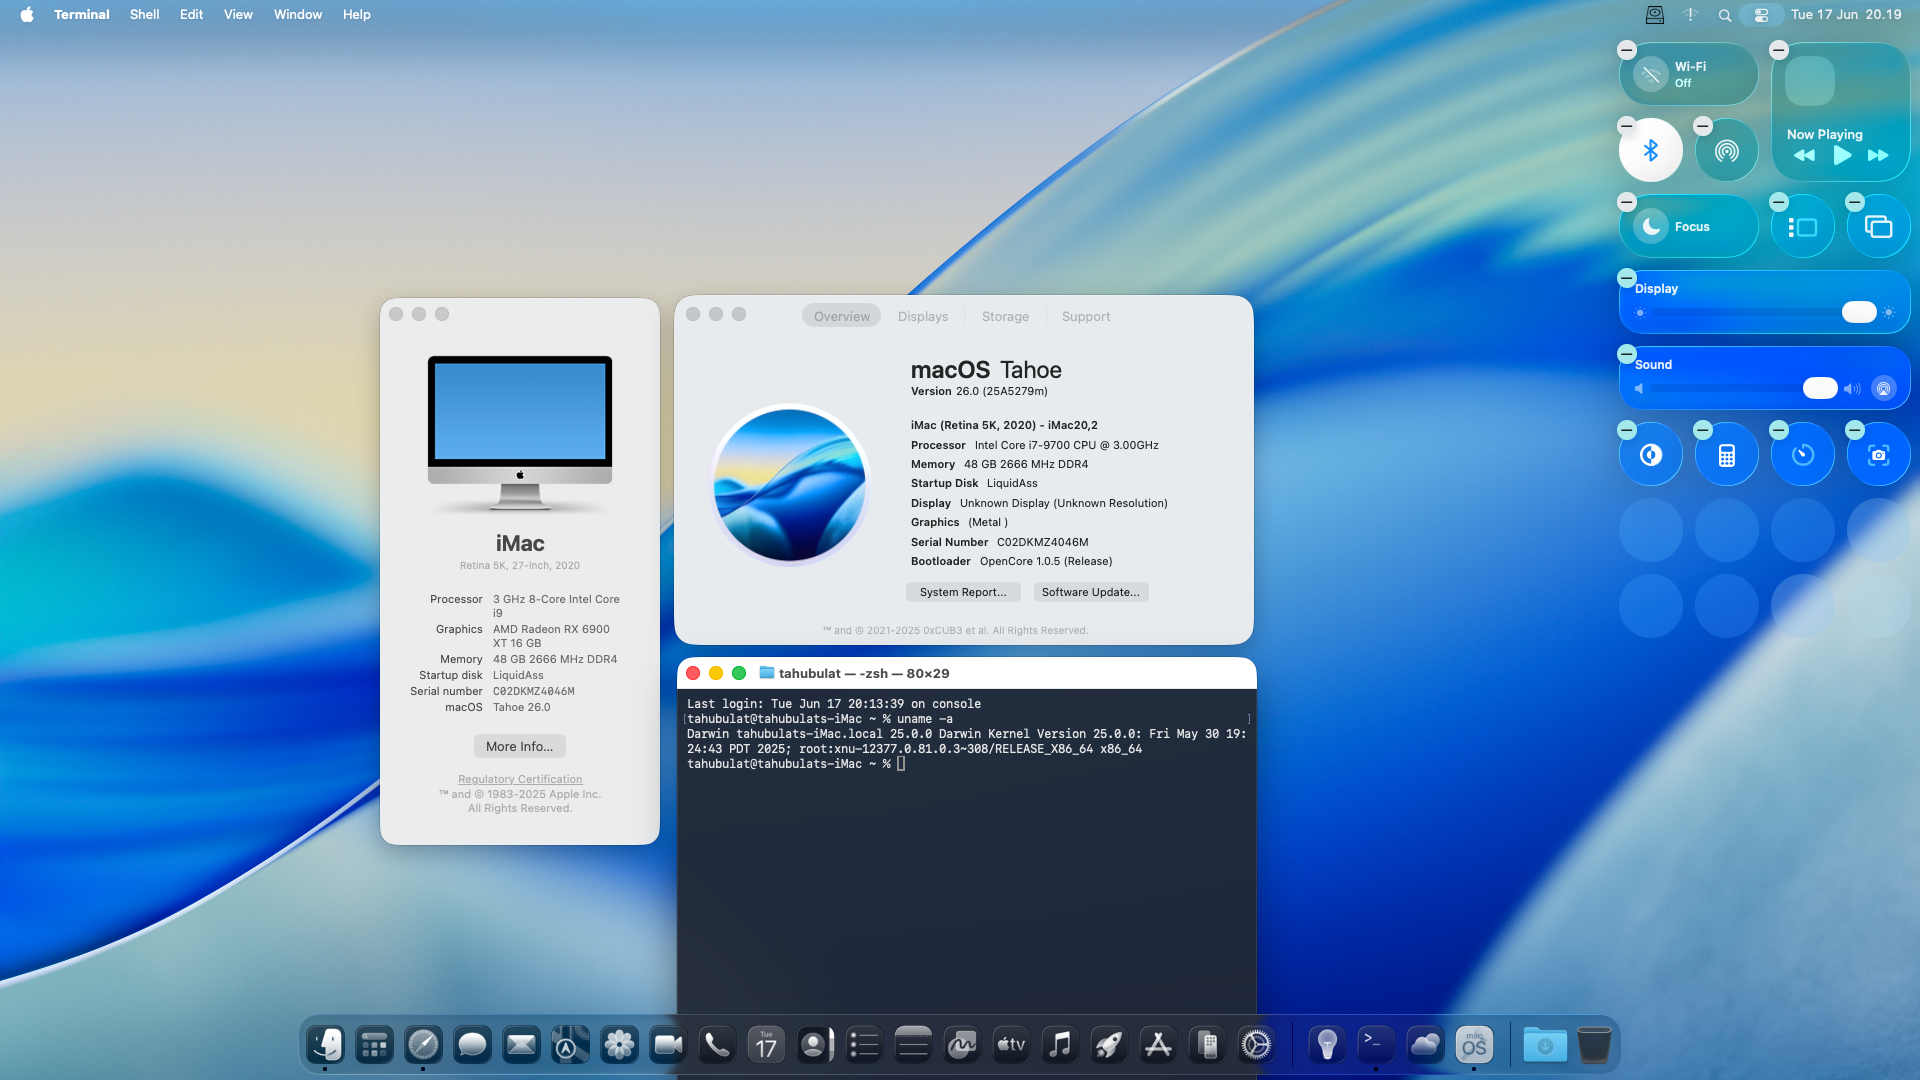 Terminal Shell Edit View Window Help
Tue 17 Jun 20.19
Wi-Fi
Off
Now Playing
Focus
Display
Sound
iMac
Retina 5K, 27-inch, 2020
Processor 3 GHz 8-Core Intel Core
i9
Graphics AMD Radeon RX 6900
XT 16 GB
Memory 48 GB 2666 MHz DDR4
Startup disk LiquidAss
Serial number C02DKMZ4046M
macOS Tahoe 26.0
More Info...
Regulatory Certification
™ and © 1983-2025 Apple Inc.
All Rights Reserved.
Overview Displays Storage Support
macOS Tahoe
Version 26.0 (25A5279m)
iMac (Retina 5K, 2020) - iMac20,2
Processor Intel Core i7-9700 CPU @ 3.00GHz
Memory 48 GB 2666 MHz DDR4
Startup Disk LiquidAss
Display Unknown Display (Unknown Resolution)
Graphics (Metal )
Serial Number C02DKMZ4046M
Bootloader OpenCore 1.0.5 (Release)
System Report... Software Update...
™ and © 2021-2025 0xCUB3 et al. All Rights Reserved.
tahubulat — -zsh — 80×29
Last login: Tue Jun 17 20:13:39 on console
[tahubulat@tahubulats-iMac ~ % uname -a ]
Darwin tahubulats-iMac.local 25.0.0 Darwin Kernel Version 25.0.0: Fri May 30 19:
24:43 PDT 2025; root:xnu-12377.0.81.0.3~308/RELEASE_X86_64 x86_64
tahubulat@tahubulats-iMac ~ %
Tue
17
tv
>_
mac
OS